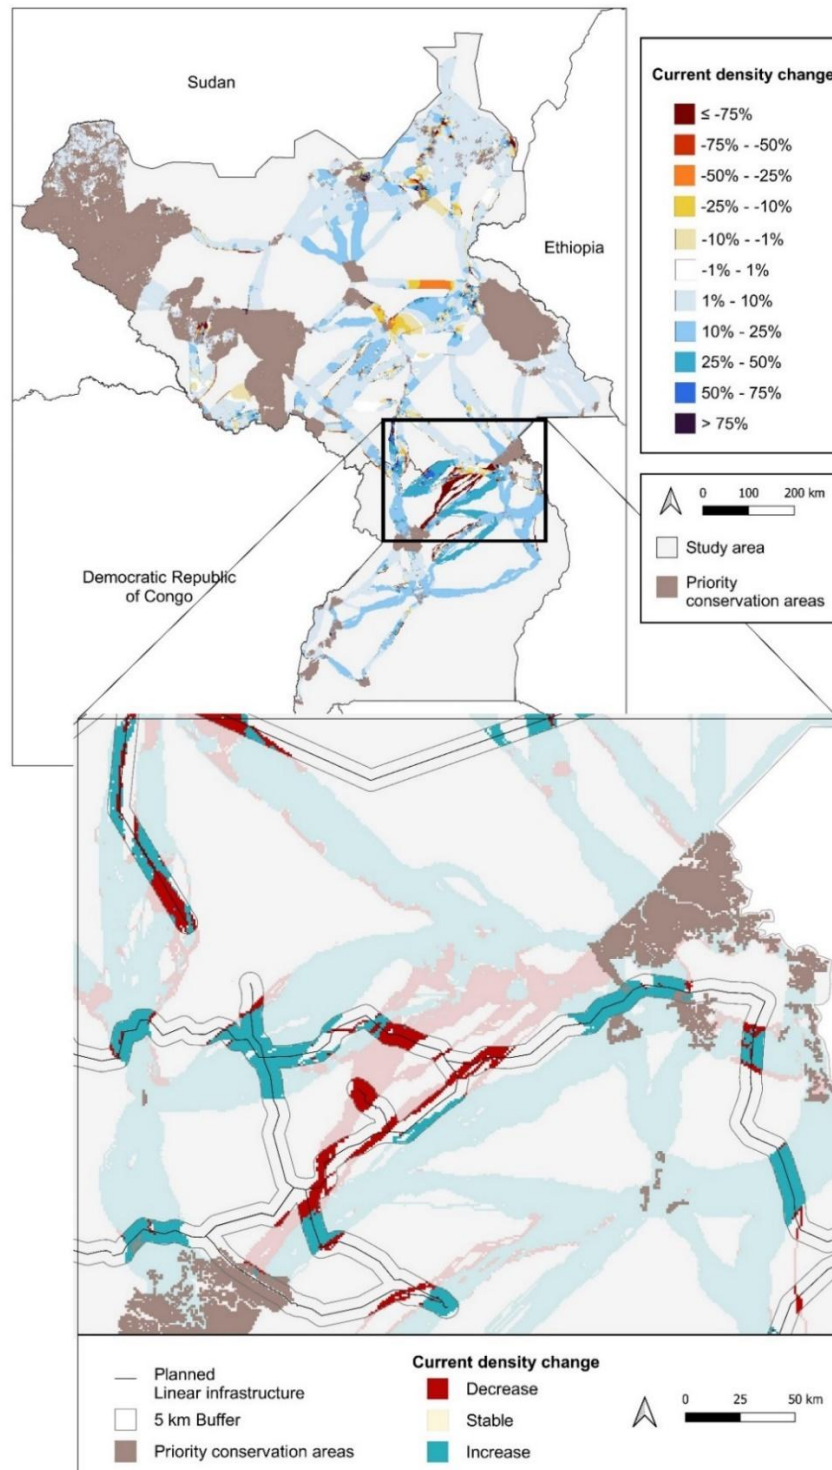 Sudan
Ethiopia
Democratic Republic
of Congo
Current density change
≤ -75%
-75% - -50%
-50% - -25%
-25% - -10%
-10% - -1%
-1% - 1%
1% - 10%
10% - 25%
25% - 50%
50% - 75%
> 75%
0 100 200 km
Study area
Priority
conservation areas
Planned
Linear infrastructure
5 km Buffer
Priority conservation areas
Current density change
Decrease
Stable
Increase
0 25 50 km